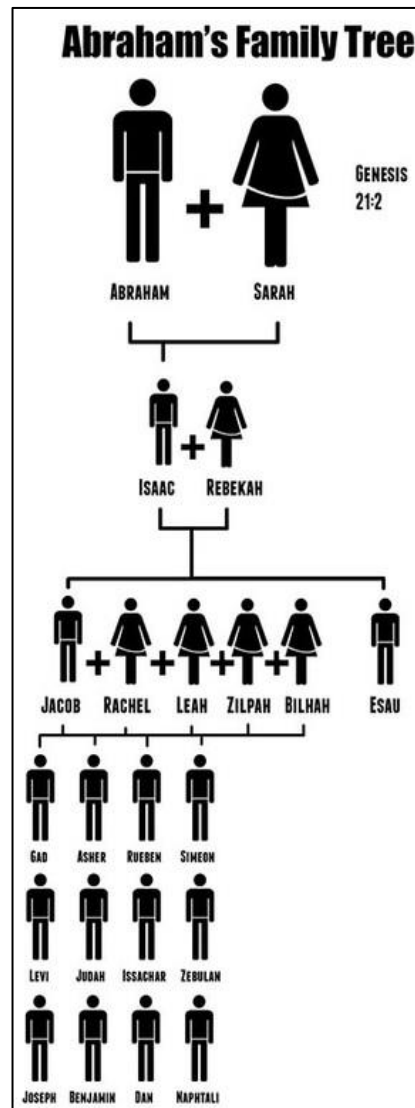 Abraham's Family Tree
GENESIS
21:2
ABRAHAM SARAH
ISAAC REBEKAH
JACOB RACHEL LEAH ZILPAH BILHAH ESAU
GAD ASHER RUEBEN SIMEON
LEVI JUDAH ISSACHAR ZEBULAN
JOSEPH BENJAMIN DAN NAPHTALI